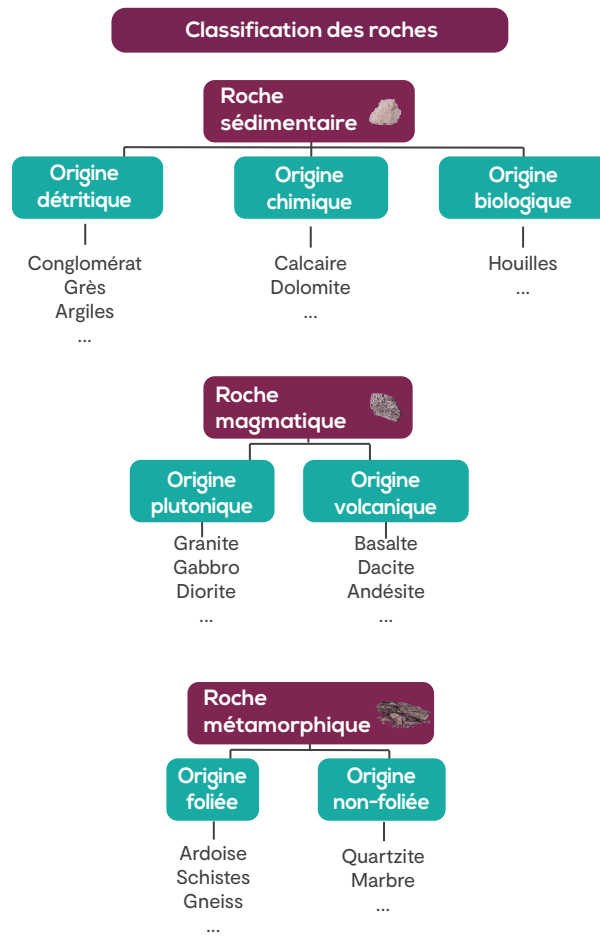 Classification des roches
Roche
sédimentaire
Origine
détritique
Origine
chimique
Origine
biologique
Conglomérat
Grès
Argiles
...
Calcaire
Dolomite
...
Houilles
...
Roche
magmatique
Origine
plutonique
Origine
volcanique
Granite
Gabbro
Diorite
...
Basalte
Dacite
Andésite
...
Roche
métamorphique
Origine
foliée
Origine
non-foliée
Ardoise
Schistes
Gneiss
...
Quartzite
Marbre
...